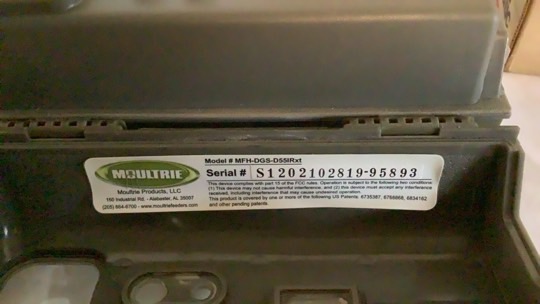 MOULTRIE
Moultrie Products, LLC
150 Industrial Rd. - Alabaster, AL 35007
(205) 664-6700 - www.moultriefeeders.com
Model # MFH-DGS-D55IRxt
Serial # S1202102819-95893
This device complies with part 15 of the FCC rules. Operation is subject to the following two conditions:
(1) This device may not cause harmful interference, and (2) this device must accept any interference
received, including interference that may cause undesired operation.
This product is covered by one or more of the following US Patents: 6735387, 6768868, 6834162
and other pending patents.